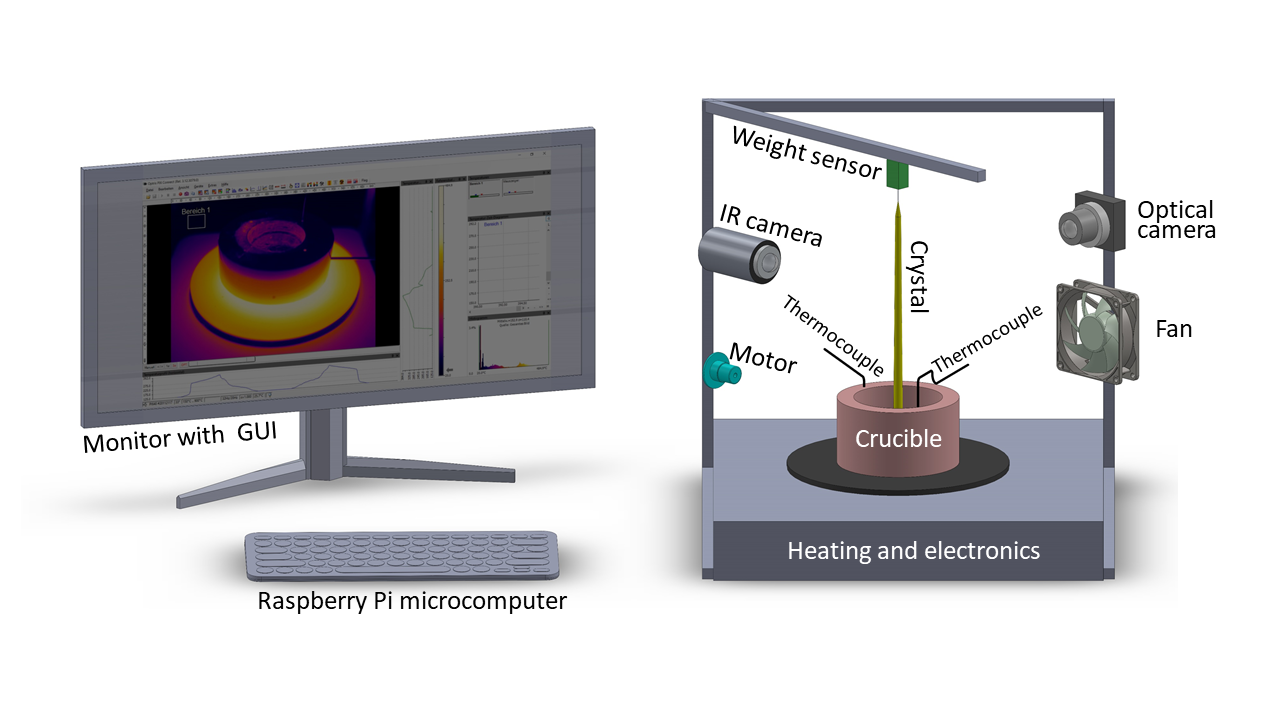 Bereich 1
Bereich 1
Monitor with GUI
Raspberry Pi microcomputer
Weight sensor
IR camera
Crystal
Optical
camera
Thermocouple
Thermocouple
Motor
Fan
Crucible
Heating and electronics